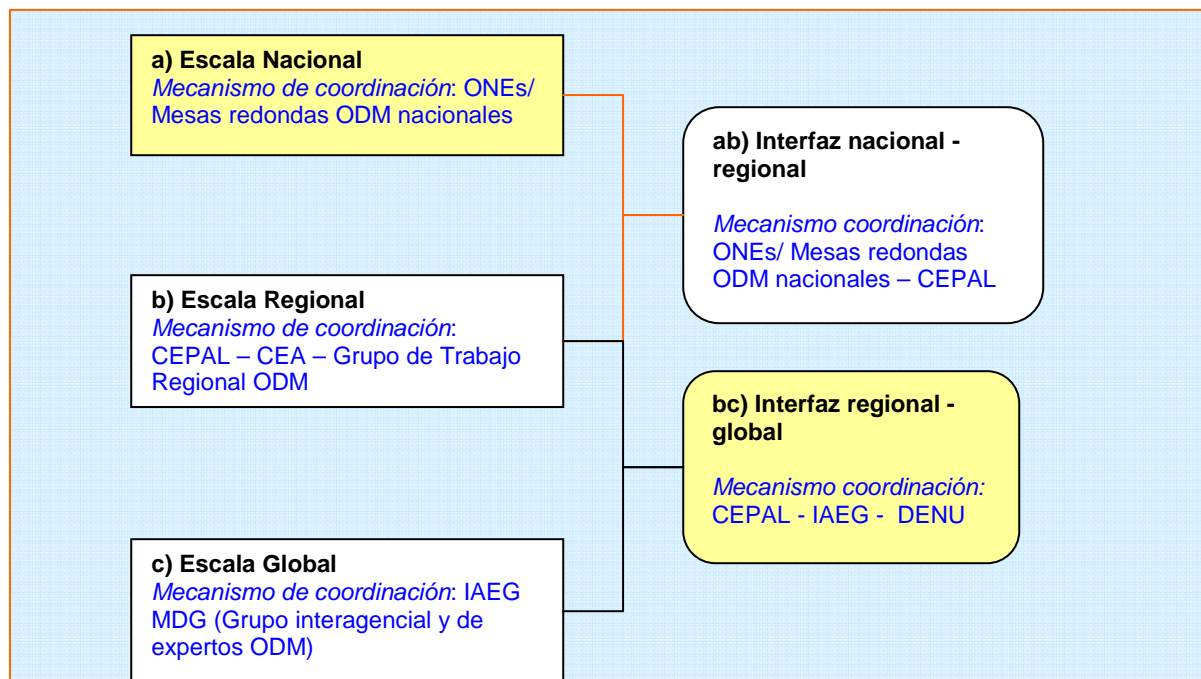 a) Escala Nacional
Mecanismo de coordinación: ONEs/
Mesas redondas ODM nacionales
ab) Interfaz nacional -
regional
Mecanismo coordinación:
ONEs/ Mesas redondas
ODM nacionales – CEPAL
b) Escala Regional
Mecanismo de coordinación:
CEPAL – CEA – Grupo de Trabajo
Regional ODM
bc) Interfaz regional -
global
Mecanismo coordinación:
CEPAL - IAEG - DENU
c) Escala Global
Mecanismo de coordinación: IAEG
MDG (Grupo interagencial y de
expertos ODM)